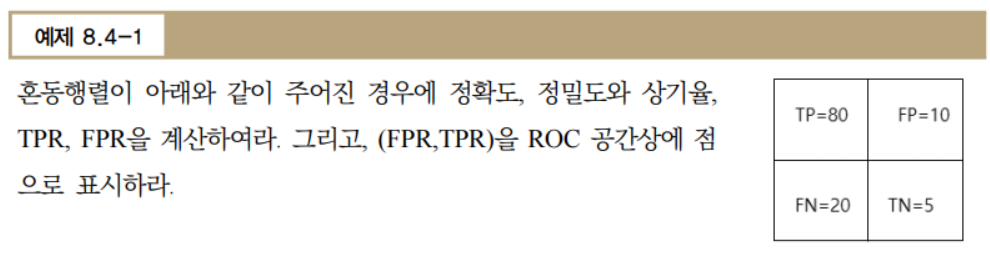 예제 8.4-1
혼동행렬이 아래와 같이 주어진 경우에 정확도, 정밀도와 상기율,
TPR, FPR을 계산하여라. 그리고, (FPR,TPR)을 ROC 공간상에 점
으로 표시하라.
TP=80 FP=10
FN=20 TN=5